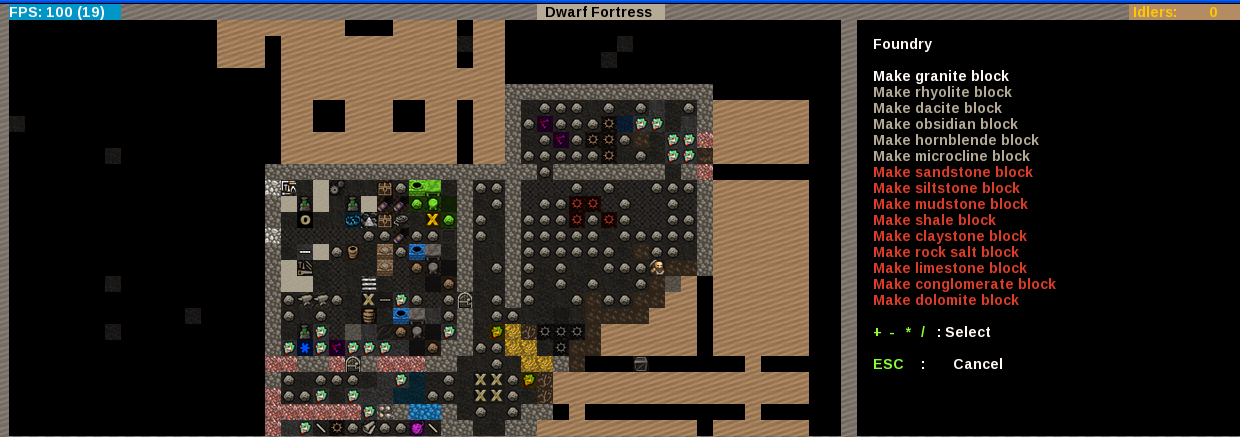 FPS: 100 (19) Dwarf Fortress Idlers: 0
Foundry
Make granite block
Make rhyolite block
Make dacite block
Make obsidian block
Make hornblende block
Make microcline block
Make sandstone block
Make siltstone block
Make mudstone block
Make shale block
Make claystone block
Make rock salt block
Make limestone block
Make conglomerate block
Make dolomite block
+ - * / : Select
ESC : Cancel